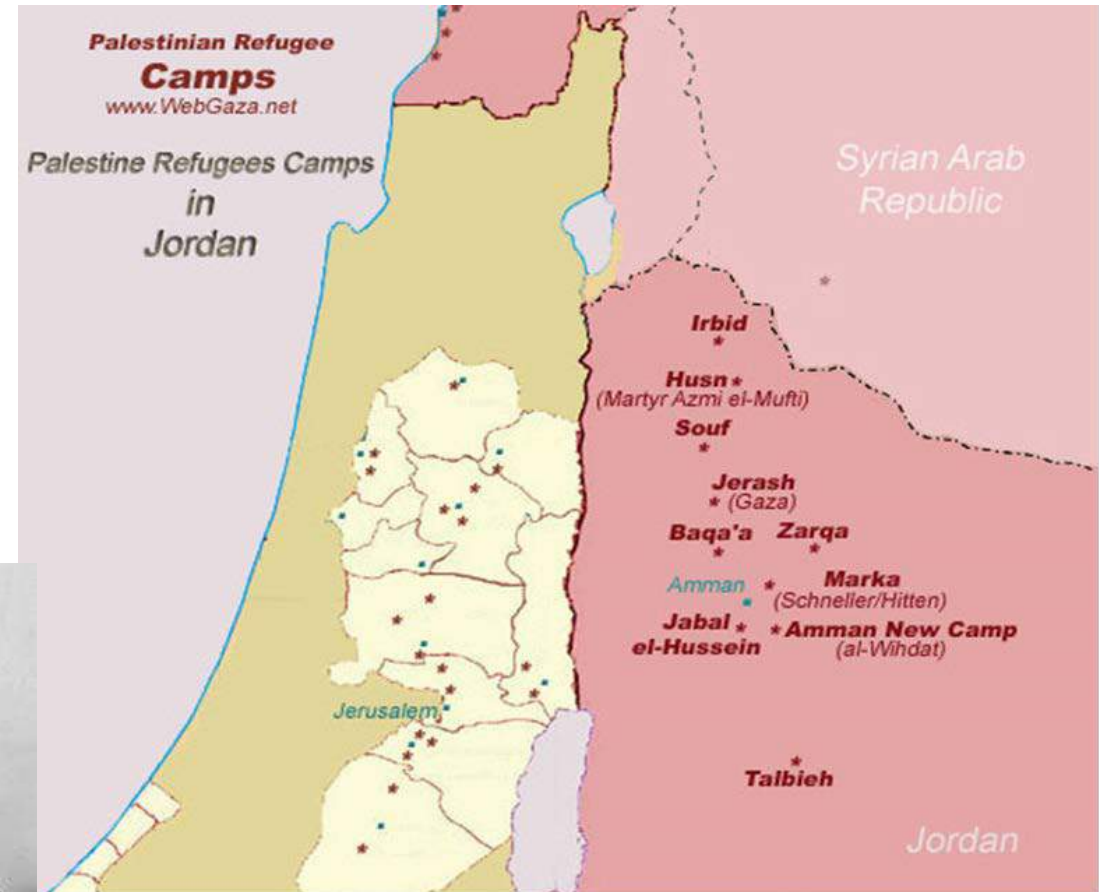 Palestinian Refugee
Camps
www.WebGaza.net
Palestine Refugees Camps
in
Jordan
Syrian Arab
Republic
Irbid
Husn
(Martyr Azmi el-Mufti)
Souf
Jerash
(Gaza)
Baqa'a
Zarqa
Amman
Marka
(Schneller/Hitten)
Jabal
el-Hussein
Amman New Camp
(al-Wihdat)
Jerusalem
Talbieh
Jordan